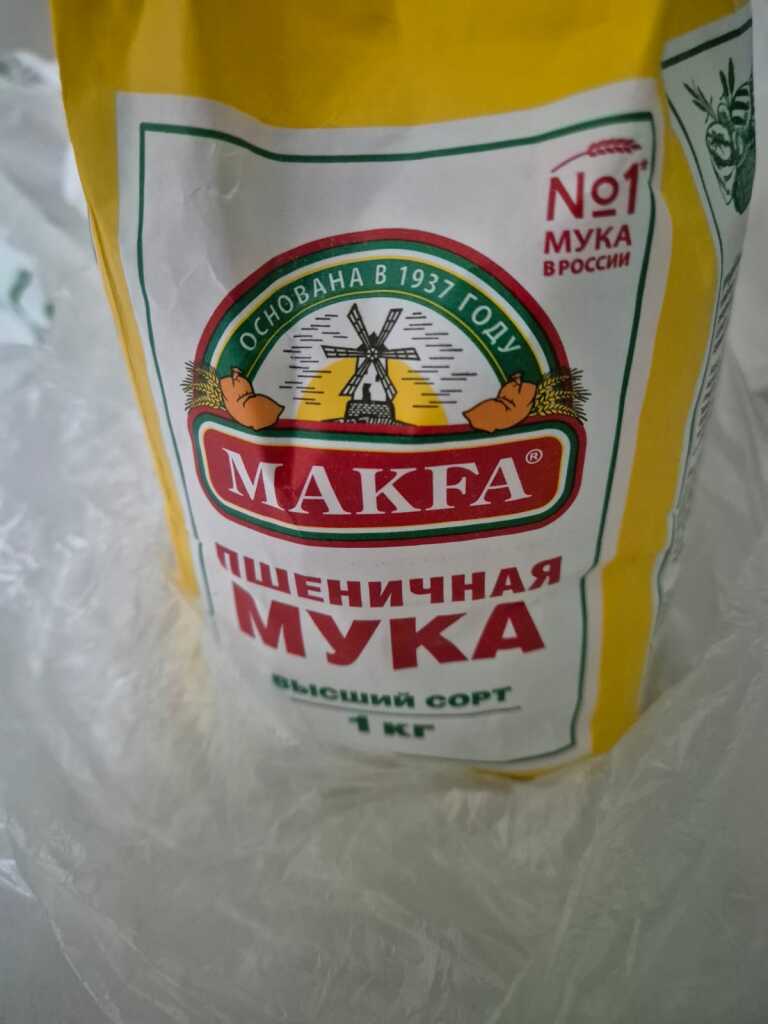 №1*
МУКА
В РОССИИ
ОСНОВАНА В 1937 ГОДУ
MAKFA®
ПШЕНИЧНАЯ
МУКА
ВЫСШИЙ СОРТ
1 КГ